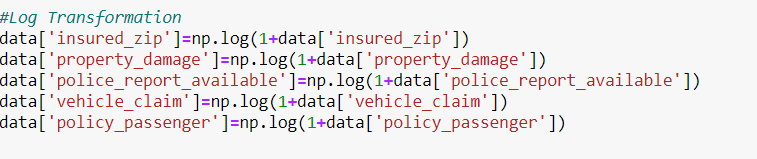 #Log Transformation
data['insured_zip']=np.log(1+data['insured_zip'])
data['property_damage']=np.log(1+data['property_damage'])
data['police_report_available']=np.log(1+data['police_report_available'])
data['vehicle_claim']=np.log(1+data['vehicle_claim'])
data['policy_passenger']=np.log(1+data['policy_passenger'])